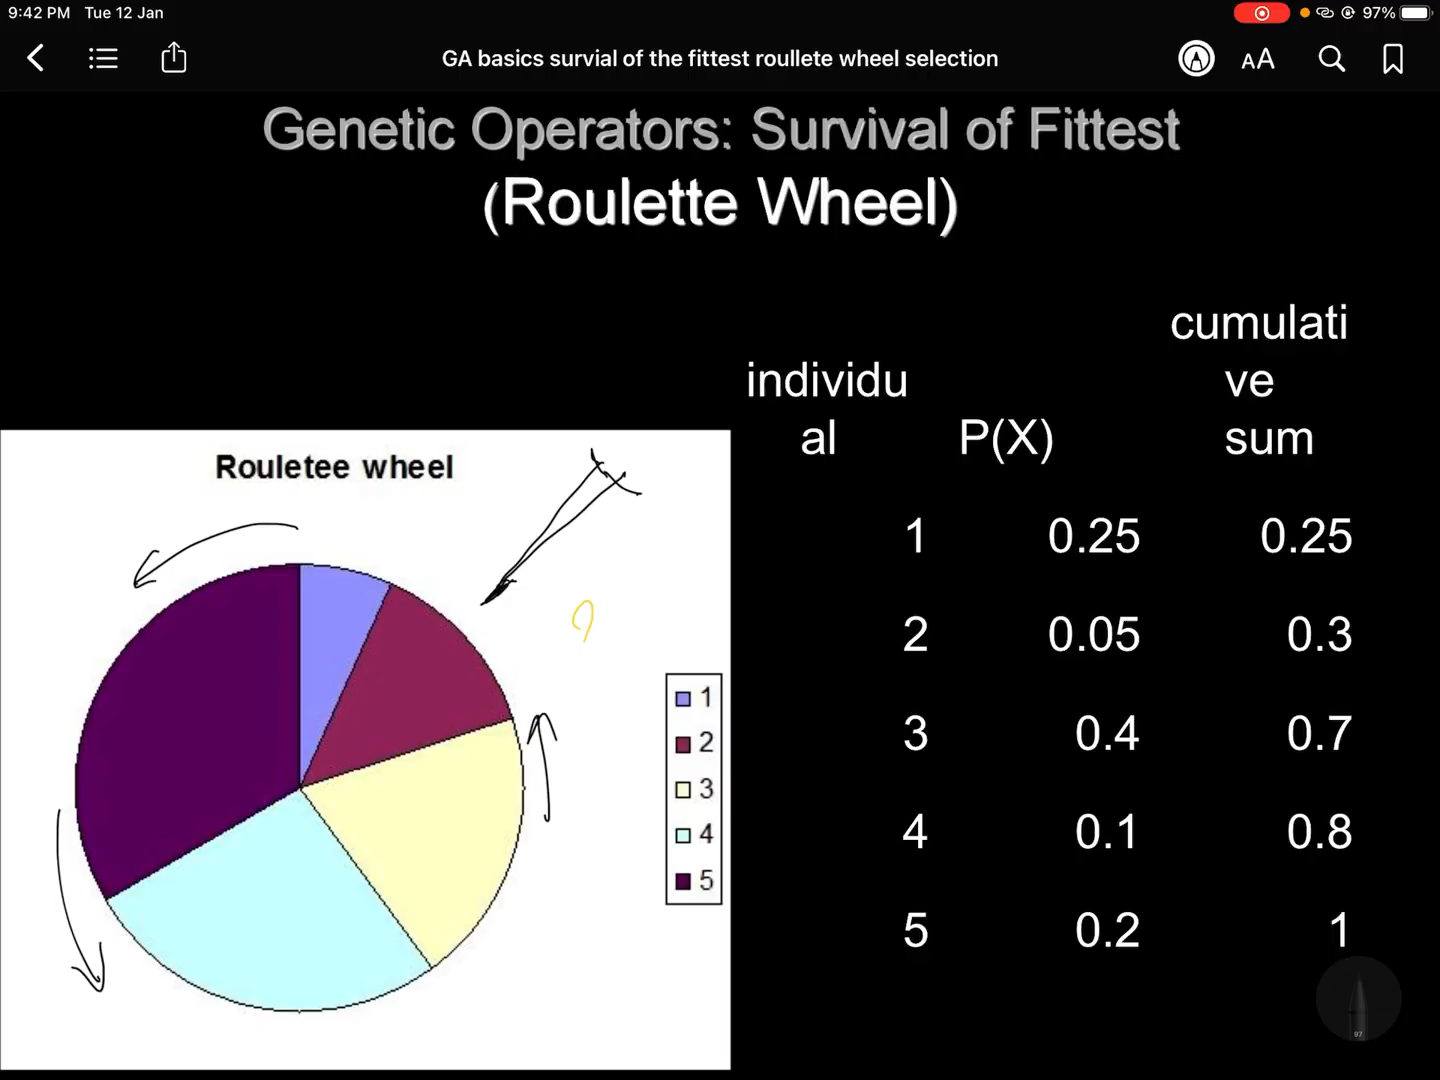 9:42 PM Tue 12 Jan
97%
GA basics survial of the fittest roullete wheel selection
AA
Genetic Operators: Survival of Fittest
(Roulette Wheel)
Rouletee wheel
1
2
3
4
5
individu
al
P(X)
cumulati
ve
sum
1 0.25 0.25
2 0.05 0.3
3 0.4 0.7
4 0.1 0.8
5 0.2 1
97